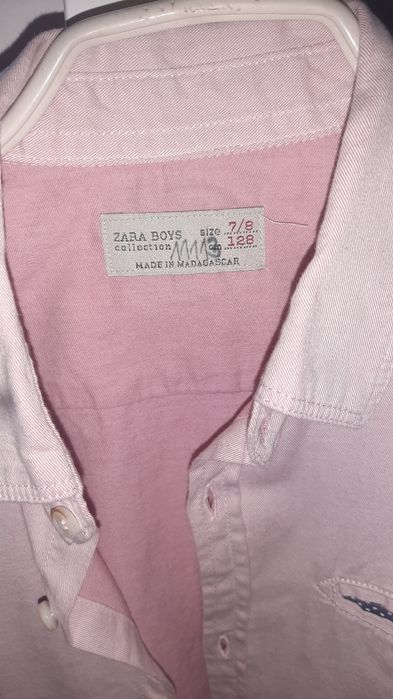 ZARA BOYS size 7/8
collection cm 128
MADE IN MADAGASCAR